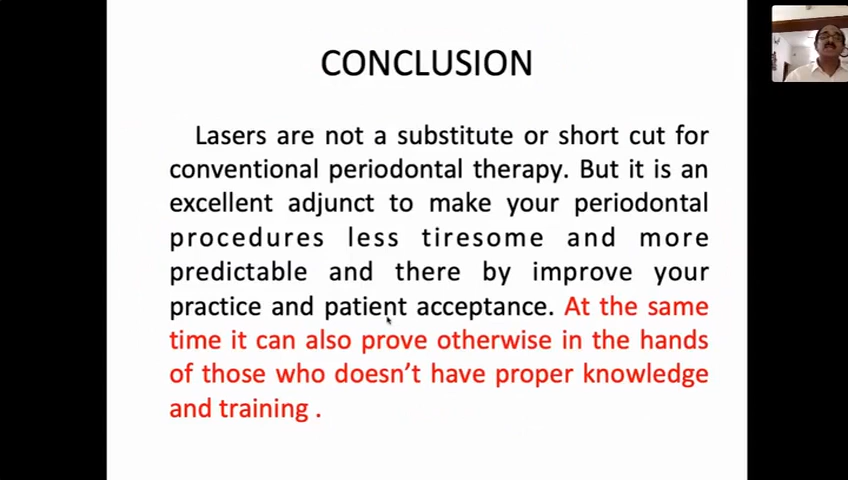 CONCLUSION
Lasers are not a substitute or short cut for
conventional periodontal therapy. But it is an
excellent adjunct to make your periodontal
procedures less tiresome and more
predictable and there by improve your
practice and patient acceptance. At the same
time it can also prove otherwise in the hands
of those who doesn’t have proper knowledge
and training .